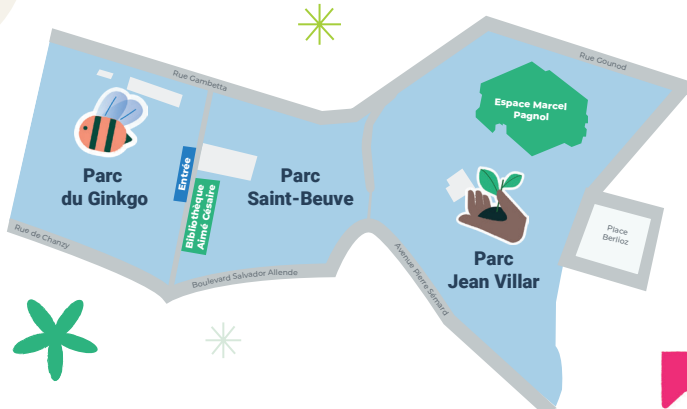 Rue Gounod
Rue Gambetta
Espace Marcel
Pagnol
Entrée
Parc
du Ginkgo
Parc
Saint-Beuve
Bibliothèque
Aimé Césaire
Place
Berlioz
Rue de Chanzy
Parc
Jean Villar
Boulevard Salvador Allende
Avenue pierre Sémard